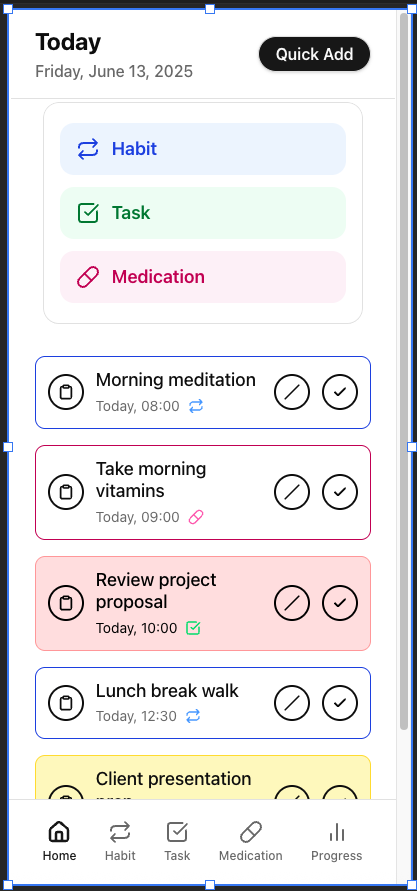 Today
Friday, June 13, 2025
Quick Add
Habit
Task
Medication
Morning meditation
Today, 08:00
Take morning
vitamins
Today, 09:00
Review project
proposal
Today, 10:00
Lunch break walk
Today, 12:30
Client presentation
Home
Habit
Task
Medication
Progress